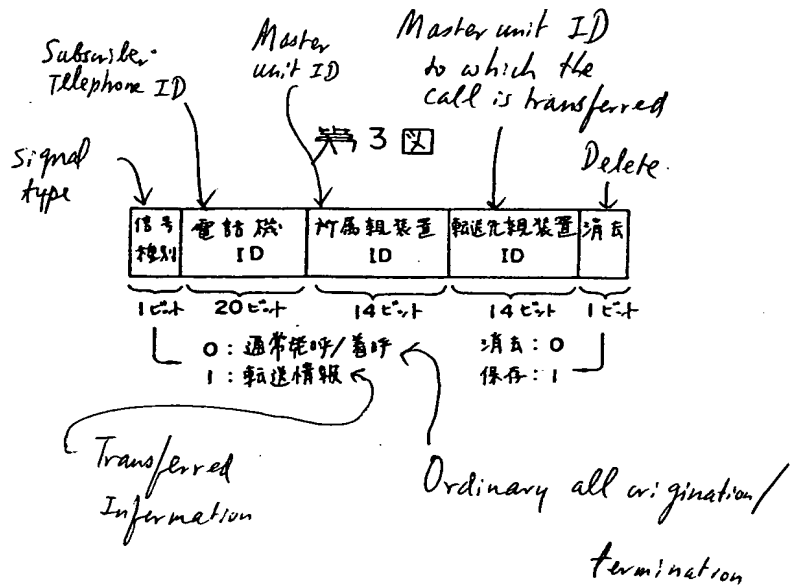 Subscriber
Telephone ID
Master
unit ID
Master unit ID
to which the
call is transferred
第3図
Signal
type
Delete.
信号
種別
電話機
ID
所属親装置
ID
転送先親装置
ID
消去
1ビット
20ビット
14ビット
14ビット
1ビット
0:通常発呼/着呼
1:転送情報
消去:0
保存:1
Transferred
Information
Ordinary all origination/
termination